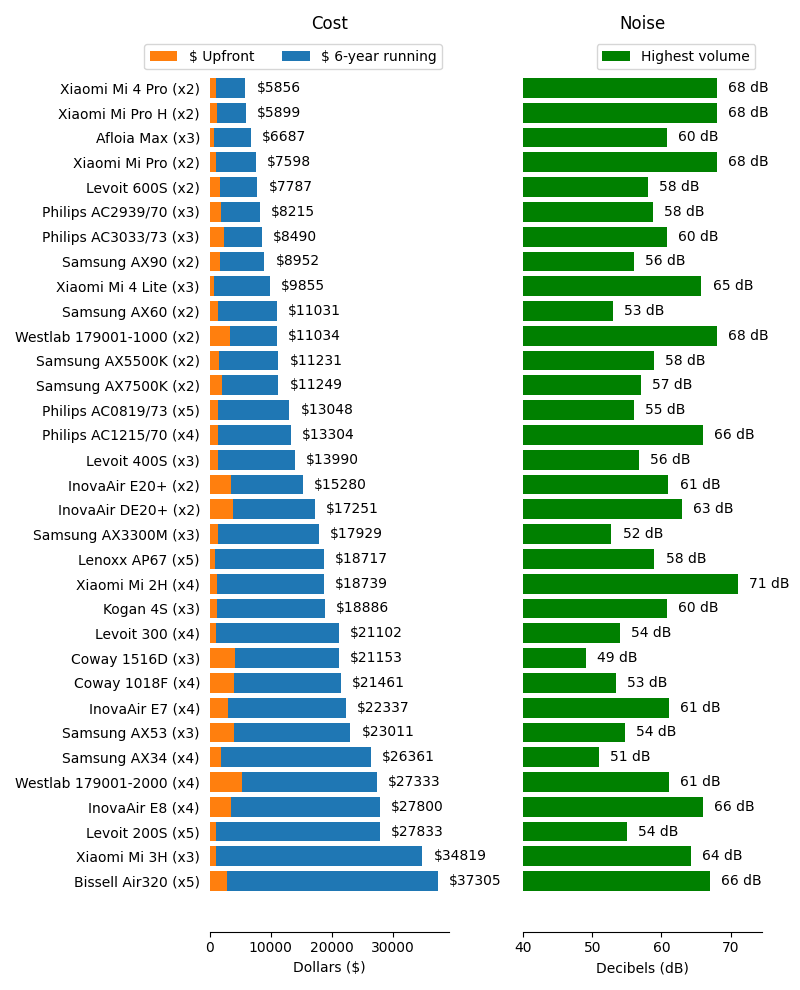 Cost Noise
$ Upfront $ 6-year running Highest volume
Xiaomi Mi 4 Pro (x2) $5856 68 dB
Xiaomi Mi Pro H (x2) $5899 68 dB
Afloia Max (x3) $6687 60 dB
Xiaomi Mi Pro (x2) $7598 68 dB
Levoit 600S (x2) $7787 58 dB
Philips AC2939/70 (x3) $8215 58 dB
Philips AC3033/73 (x3) $8490 60 dB
Samsung AX90 (x2) $8952 56 dB
Xiaomi Mi 4 Lite (x3) $9855 65 dB
Samsung AX60 (x2) $11031 53 dB
Westlab 179001-1000 (x2) $11034 68 dB
Samsung AX5500K (x2) $11231 58 dB
Samsung AX7500K (x2) $11249 57 dB
Philips AC0819/73 (x5) $13048 55 dB
Philips AC1215/70 (x4) $13304 66 dB
Levoit 400S (x3) $13990 56 dB
InovaAir E20+ (x2) $15280 61 dB
InovaAir DE20+ (x2) $17251 63 dB
Samsung AX3300M (x3) $17929 52 dB
Lenoxx AP67 (x5) $18717 58 dB
Xiaomi Mi 2H (x4) $18739 71 dB
Kogan 4S (x3) $18886 60 dB
Levoit 300 (x4) $21102 54 dB
Coway 1516D (x3) $21153 49 dB
Coway 1018F (x4) $21461 53 dB
InovaAir E7 (x4) $22337 61 dB
Samsung AX53 (x3) $23011 54 dB
Samsung AX34 (x4) $26361 51 dB
Westlab 179001-2000 (x4) $27333 61 dB
InovaAir E8 (x4) $27800 66 dB
Levoit 200S (x5) $27833 54 dB
Xiaomi Mi 3H (x3) $34819 64 dB
Bissell Air320 (x5) $37305 66 dB
0 10000 20000 30000 40 50 60 70
Dollars ($) Decibels (dB)